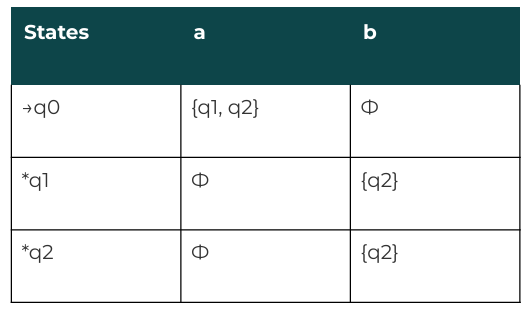 States a b
→q0 {q1, q2} Φ
*q1 Φ {q2}
*q2 Φ {q2}